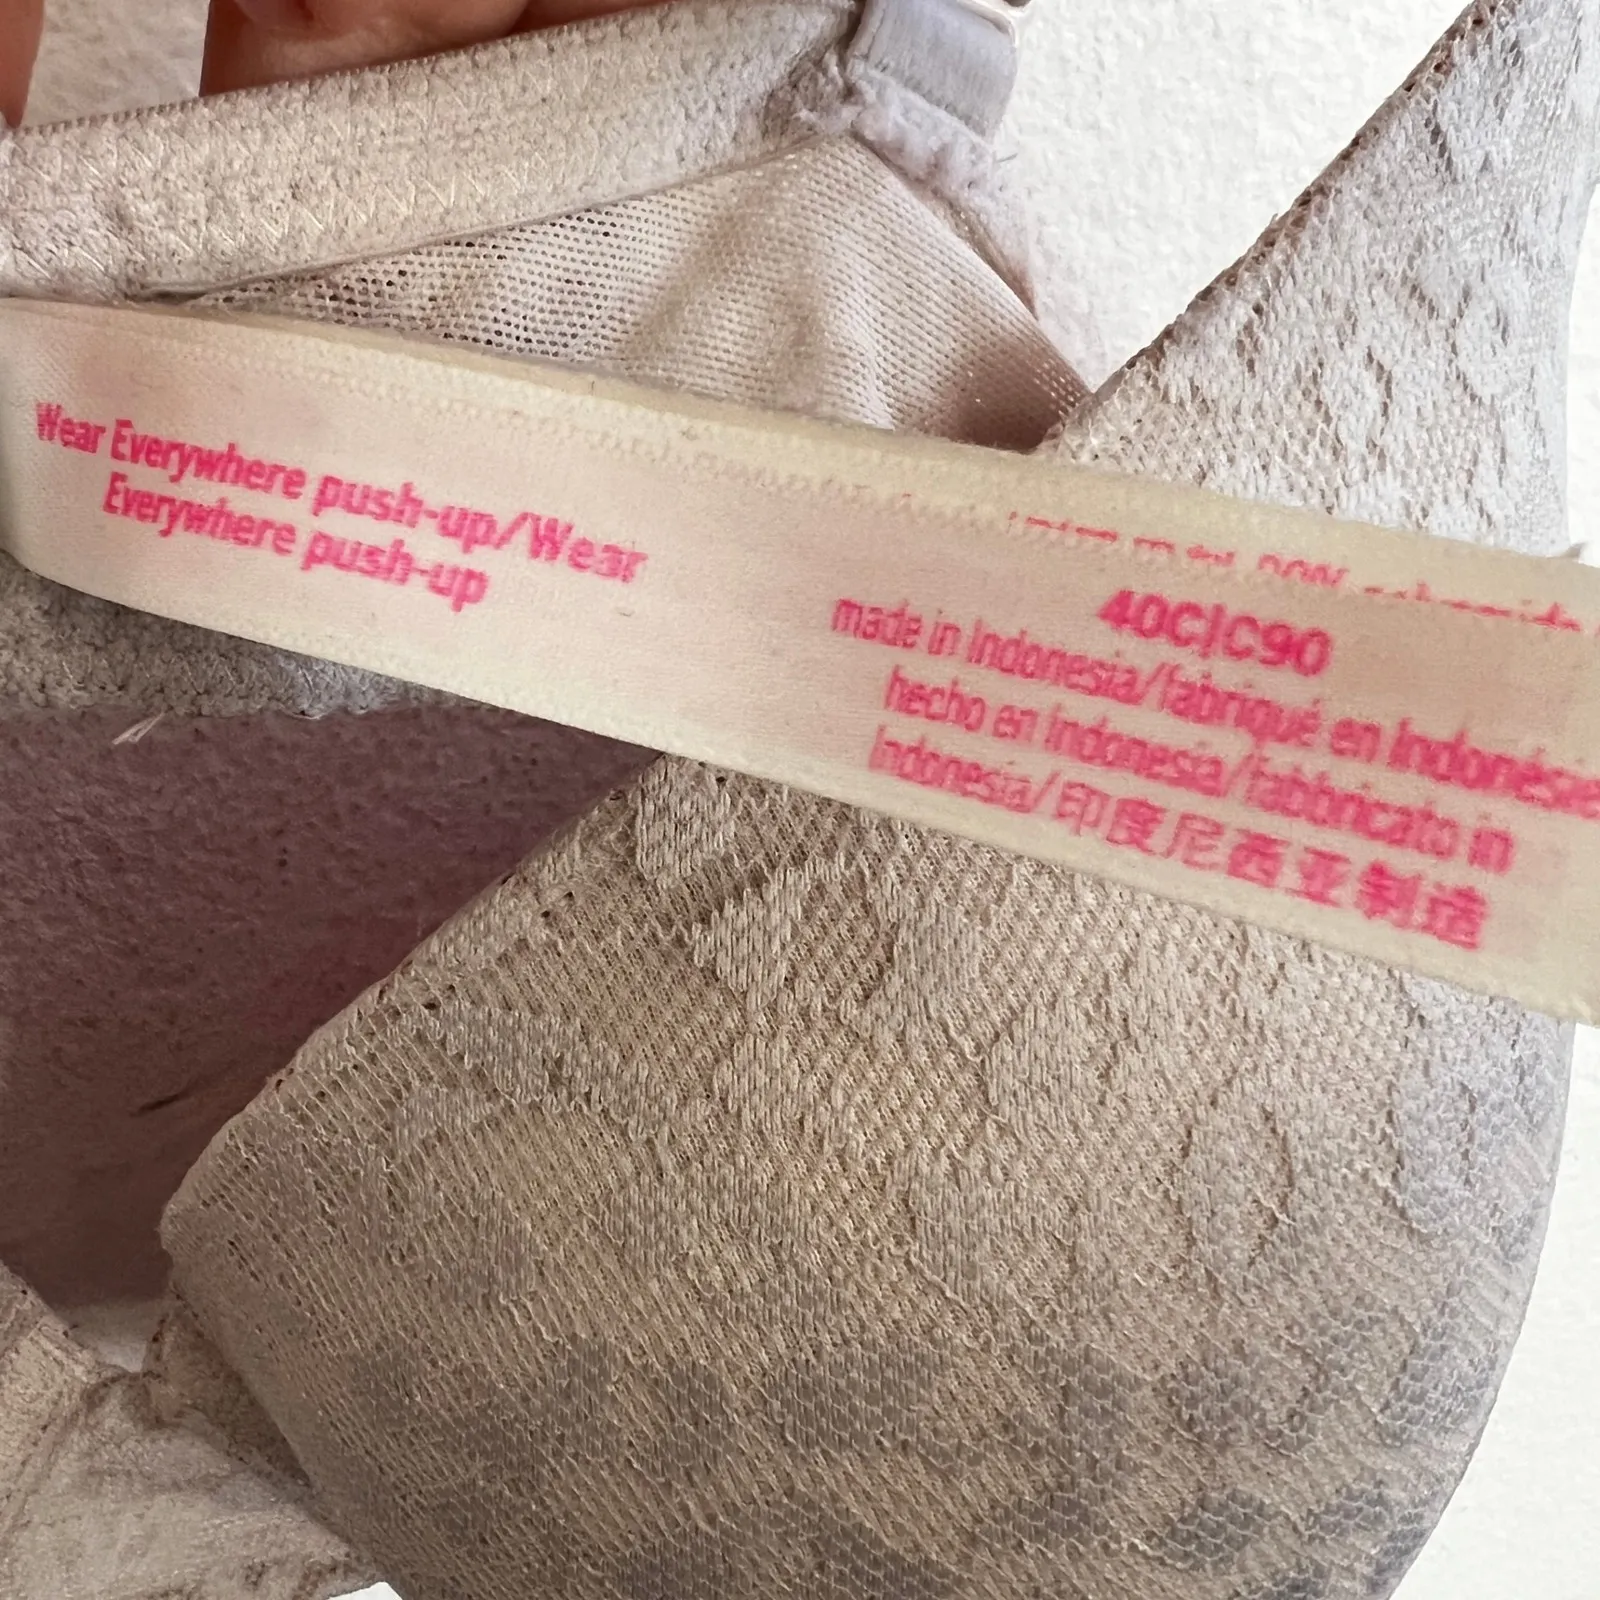 Wear Everywhere push-up/Wear
Everywhere push-up
40C|C90
made in Indonesia/fabriqué en Indonésie
hecho en Indonesia/fabbricato in
Indonesia/印度尼西亚制造